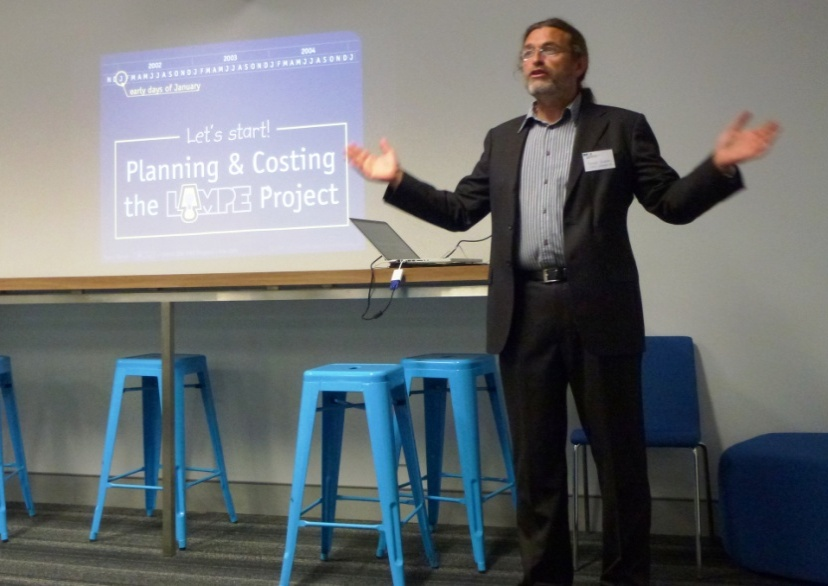 2002 2003 2004
N D J F M A M J J A S O N D J F M A M J J A S O N D J F M A M J J A S O N D J
early days of January
Let's start!
Planning & Costing
the LAMPE Project